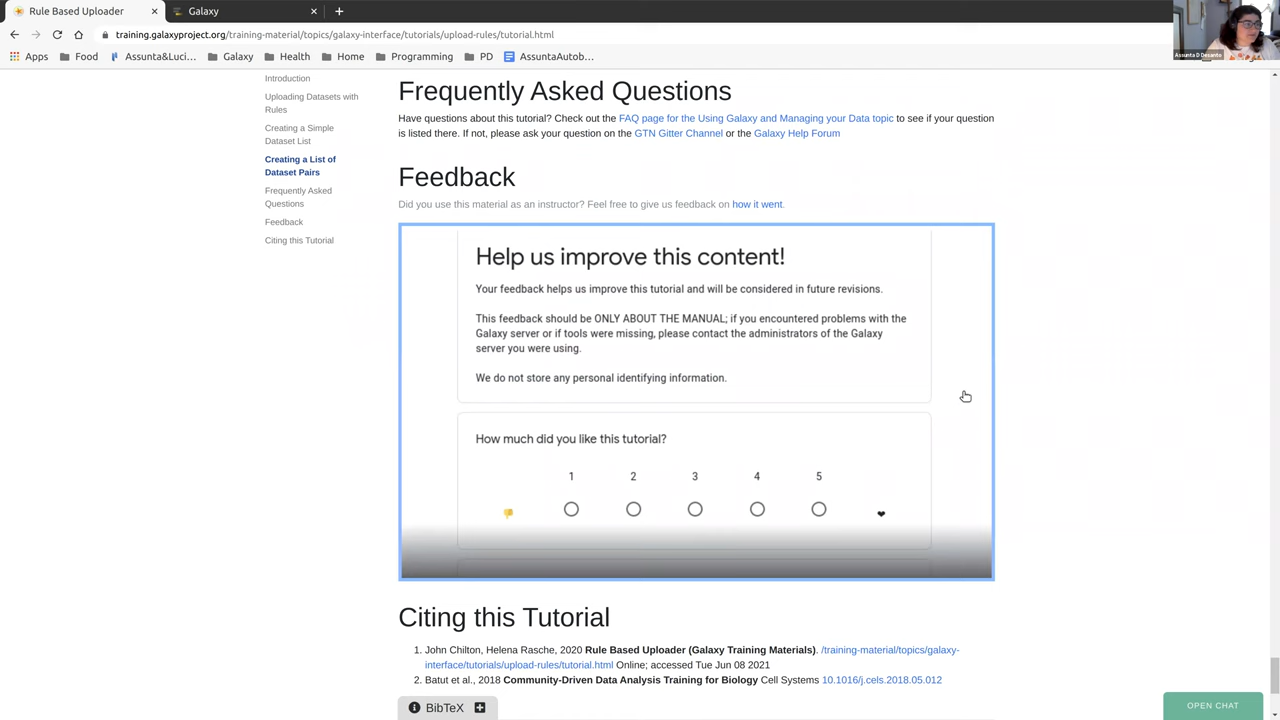 Rule Based Uploader
Galaxy
training.galaxyproject.org/training-material/topics/galaxy-interface/tutorials/upload-rules/tutorial.html
Apps
Food
Assunta&Luci...
Galaxy
Health
Home
Programming
PD
AssuntaAutob...
Assunta D Desanto
Introduction
Uploading Datasets with
Rules
Creating a Simple
Dataset List
Creating a List of
Dataset Pairs
Frequently Asked
Questions
Feedback
Citing this Tutorial
Frequently Asked Questions
Have questions about this tutorial? Check out the FAQ page for the Using Galaxy and Managing your Data topic to see if your question
is listed there. If not, please ask your question on the GTN Gitter Channel or the Galaxy Help Forum
Feedback
Did you use this material as an instructor? Feel free to give us feedback on how it went.
Help us improve this content!
Your feedback helps us improve this tutorial and will be considered in future revisions.
This feedback should be ONLY ABOUT THE MANUAL; if you encountered problems with the
Galaxy server or if tools were missing, please contact the administrators of the Galaxy
server you were using.
We do not store any personal identifying information.
How much did you like this tutorial?
1 2 3 4 5
Citing this Tutorial
1. John Chilton, Helena Rasche, 2020 Rule Based Uploader (Galaxy Training Materials). /training-material/topics/galaxy-
interface/tutorials/upload-rules/tutorial.html Online; accessed Tue Jun 08 2021
2. Batut et al., 2018 Community-Driven Data Analysis Training for Biology Cell Systems 10.1016/j.cels.2018.05.012
BibTeX
OPEN CHAT